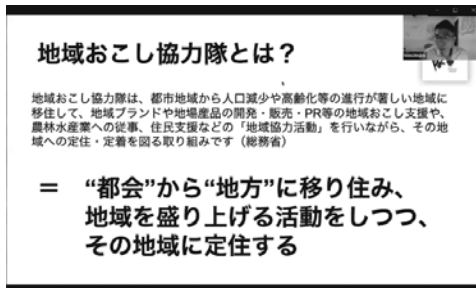 地域おこし協力隊とは？
地域おこし協力隊は、都市地域から人口減少や高齢化等の進行が著しい地域に
移住して、地域ブランドや地場産品の開発・販売・PR等の地域おこし支援や、
農林水産業への従事、住民支援などの「地域協力活動」を行いながら、その地
域への定住・定着を図る取り組みです（総務省）
＝ “都会”から“地方”に移り住み、
地域を盛り上げる活動をしつつ、
その地域に定住する